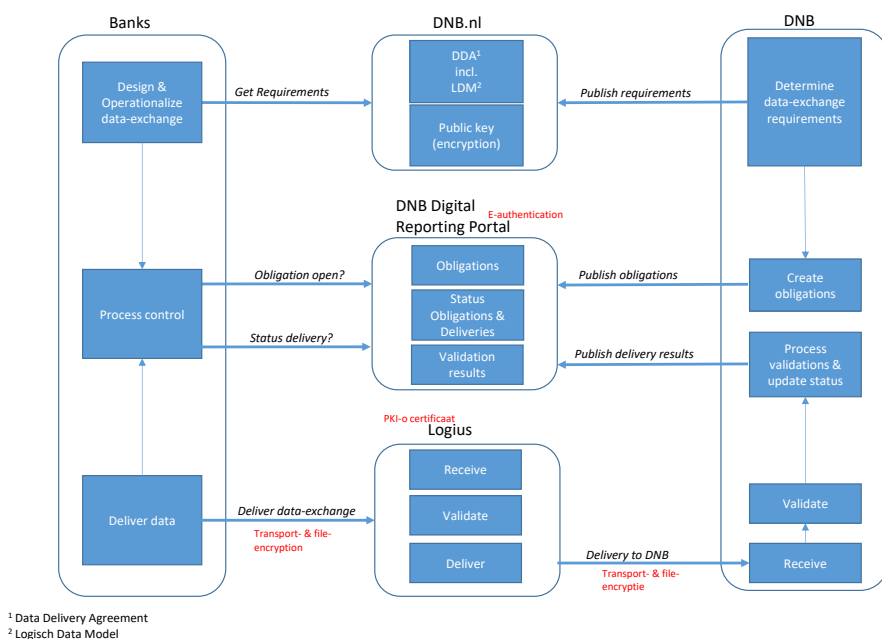 Banks
DNB.nl
DNB
Design &
Operationalize
data-exchange
Get Requirements
DDA¹
incl.
LDM²
Public key
(encryption)
Publish requirements
Determine
data-exchange
requirements
DNB Digital
Reporting Portal
E-authentication
Process control
Obligation open?
Status delivery?
Obligations
Status
Obligations &
Deliveries
Validation
results
Publish obligations
Publish delivery results
Create
obligations
Process
validations &
update status
PKI-o certificaat
Logius
Deliver data
Deliver data-exchange
Transport- & file-
encryption
Receive
Validate
Deliver
Delivery to DNB
Transport- & file-
encryptie
Validate
Receive
¹ Data Delivery Agreement
² Logisch Data Model